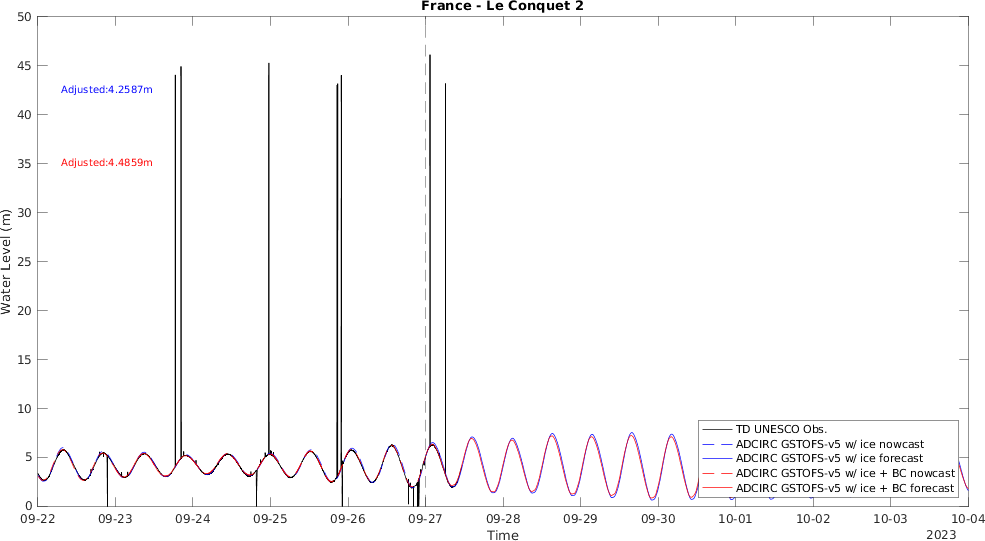 France - Le Conquet 2
50
45
40
35
30
25
20
15
10
5
0
Water Level (m)
Adjusted:4.2587m
Adjusted:4.4859m
TD UNESCO Obs.
ADCIRC GSTOFS-v5 w/ ice nowcast
ADCIRC GSTOFS-v5 w/ ice forecast
ADCIRC GSTOFS-v5 w/ ice + BC nowcast
ADCIRC GSTOFS-v5 w/ ice + BC forecast
09-22 09-23 09-24 09-25 09-26 09-27 09-28 09-29 09-30 10-01 10-02 10-03 10-04
Time
2023